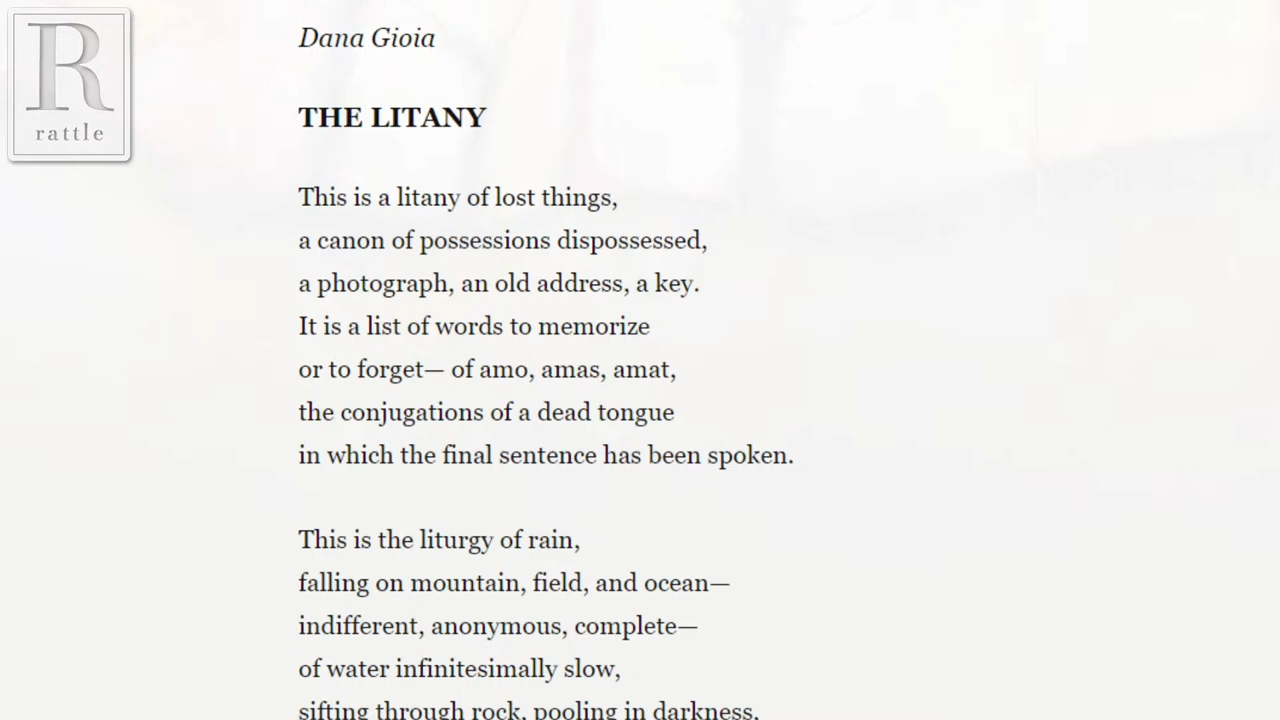 R
rattle
Dana Gioia
THE LITANY
This is a litany of lost things,
a canon of possessions dispossessed,
a photograph, an old address, a key.
It is a list of words to memorize
or to forget— of amo, amas, amat,
the conjugations of a dead tongue
in which the final sentence has been spoken.
This is the liturgy of rain,
falling on mountain, field, and ocean—
indifferent, anonymous, complete—
of water infinitesimally slow,
sifting through rock, pooling in darkness,